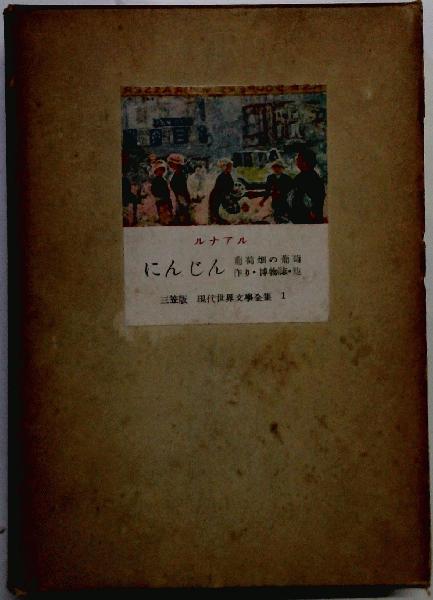 ルナアル
にんじん
葡萄畑の葡萄
作り・博物誌・他
三笠版 現代世界文學全集 1